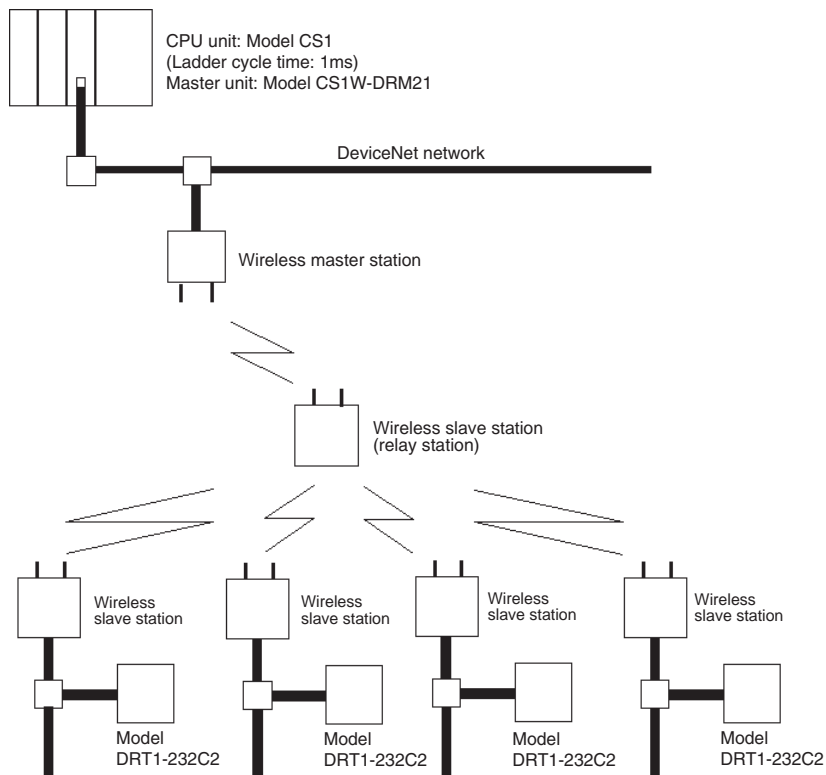 CPU unit: Model CS1
(Ladder cycle time: 1ms)
Master unit: Model CS1W-DRM21
DeviceNet network
Wireless master station
Wireless slave station
(relay station)
Wireless
slave station
Wireless
slave station
Wireless
slave station
Wireless
slave station
Model
DRT1-232C2
Model
DRT1-232C2
Model
DRT1-232C2
Model
DRT1-232C2